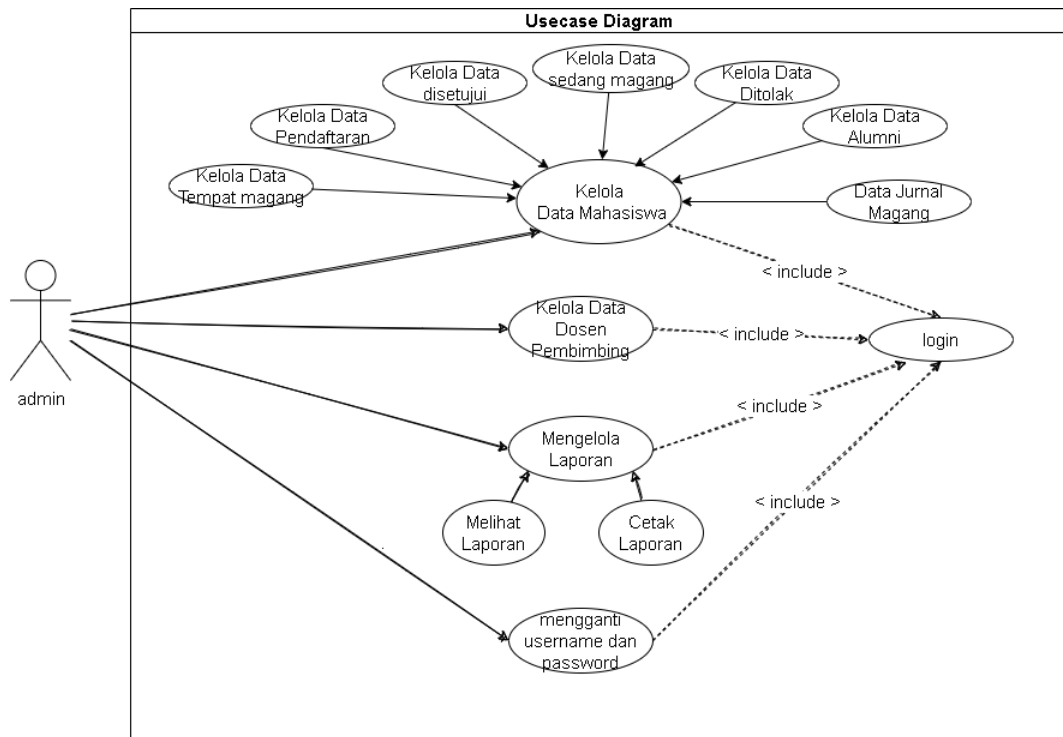 Usecase Diagram
Kelola Data
sedang magang
Kelola Data
disetujui
Kelola Data
Ditolak
Kelola Data
Pendaftaran
Kelola Data
Alumni
Kelola Data
Tempat magang
Kelola
Data Mahasiswa
Data Jurnal
Magang
< include >
Kelola Data
Dosen
Pembimbing
< include >
login
admin
< include >
Mengelola
Laporan
Melihat
Laporan
Cetak
Laporan
< include >
mengganti
username dan
password